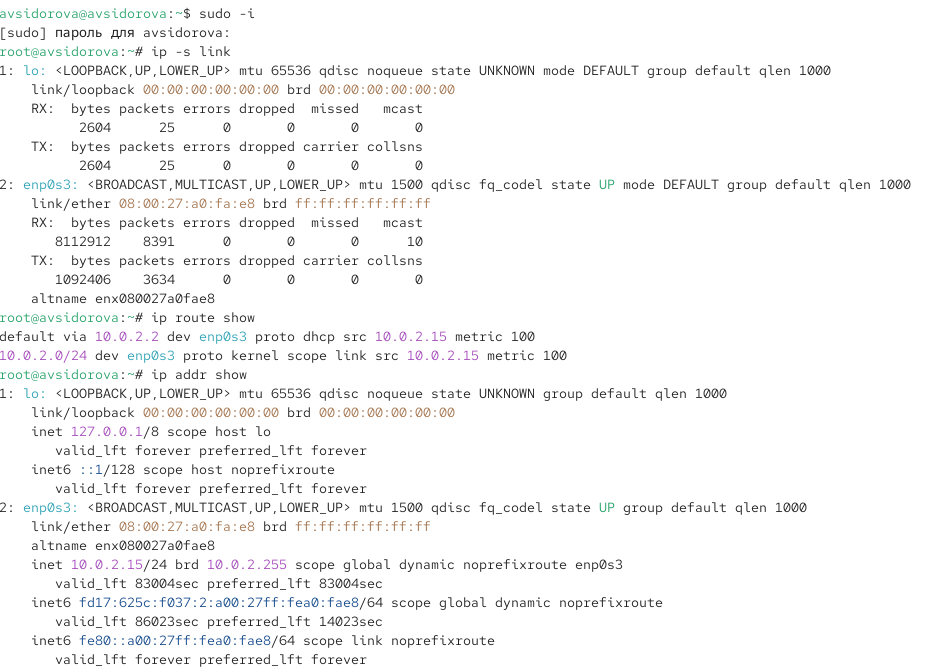 avsidorova@avsidorova:~$ sudo -i
[sudo] пароль для avsidorova:
root@avsidorova:~# ip -s link
1: lo: <LOOPBACK,UP,LOWER_UP> mtu 65536 qdisc noqueue state UNKNOWN mode DEFAULT group default qlen 1000
    link/loopback 00:00:00:00:00:00 brd 00:00:00:00:00:00
    RX:  bytes packets errors dropped  missed   mcast
          2604      25      0       0       0       0
    TX:  bytes packets errors dropped carrier collsns
          2604      25      0       0       0       0
2: enp0s3: <BROADCAST,MULTICAST,UP,LOWER_UP> mtu 1500 qdisc fq_codel state UP mode DEFAULT group default qlen 1000
    link/ether 08:00:27:a0:fa:e8 brd ff:ff:ff:ff:ff:ff
    RX:  bytes packets errors dropped  missed   mcast
       8112912    8391      0       0       0      10
    TX:  bytes packets errors dropped carrier collsns
       1092406    3634      0       0       0       0
    altname enx080027a0fae8
root@avsidorova:~# ip route show
default via 10.0.2.2 dev enp0s3 proto dhcp src 10.0.2.15 metric 100
10.0.2.0/24 dev enp0s3 proto kernel scope link src 10.0.2.15 metric 100
root@avsidorova:~# ip addr show
1: lo: <LOOPBACK,UP,LOWER_UP> mtu 65536 qdisc noqueue state UNKNOWN group default qlen 1000
    link/loopback 00:00:00:00:00:00 brd 00:00:00:00:00:00
    inet 127.0.0.1/8 scope host lo
       valid_lft forever preferred_lft forever
    inet6 ::1/128 scope host noprefixroute
       valid_lft forever preferred_lft forever
2: enp0s3: <BROADCAST,MULTICAST,UP,LOWER_UP> mtu 1500 qdisc fq_codel state UP group default qlen 1000
    link/ether 08:00:27:a0:fa:e8 brd ff:ff:ff:ff:ff:ff
    altname enx080027a0fae8
    inet 10.0.2.15/24 brd 10.0.2.255 scope global dynamic noprefixroute enp0s3
       valid_lft 83004sec preferred_lft 83004sec
    inet6 fd17:625c:f037:2:a00:27ff:fea0:fae8/64 scope global dynamic noprefixroute
       valid_lft 86023sec preferred_lft 14023sec
    inet6 fe80::a00:27ff:fea0:fae8/64 scope link noprefixroute
       valid_lft forever preferred_lft forever